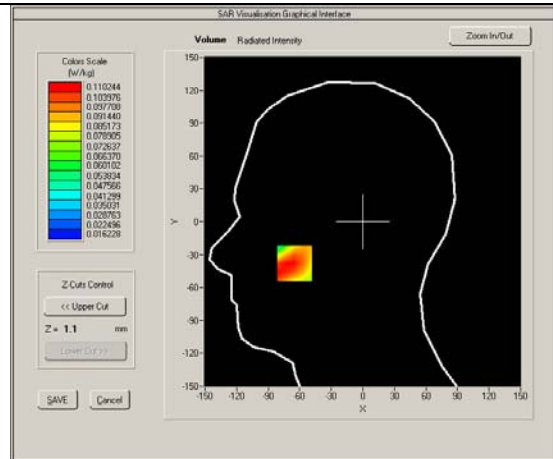 SAR Visualisation Graphical Interface
Volume Radiated Intensity
Zoom In/Out
Colors Scale
(W/kg)
0.110244
0.103976
0.097708
0.091440
0.085173
0.078905
0.072637
0.066370
0.060102
0.053834
0.047566
0.041299
0.035031
0.028763
0.022496
0.016228
Z-Cuts Control
<< Upper Cut
Z = 1.1 mm
Lower Cut >>
SAVE Cancel
150-
120-
90-
60-
30-
0-
-30-
-60-
-90-
-120-
-150-
Y
-150 -120 -90 -60 -30 0 30 60 90 120 150
X